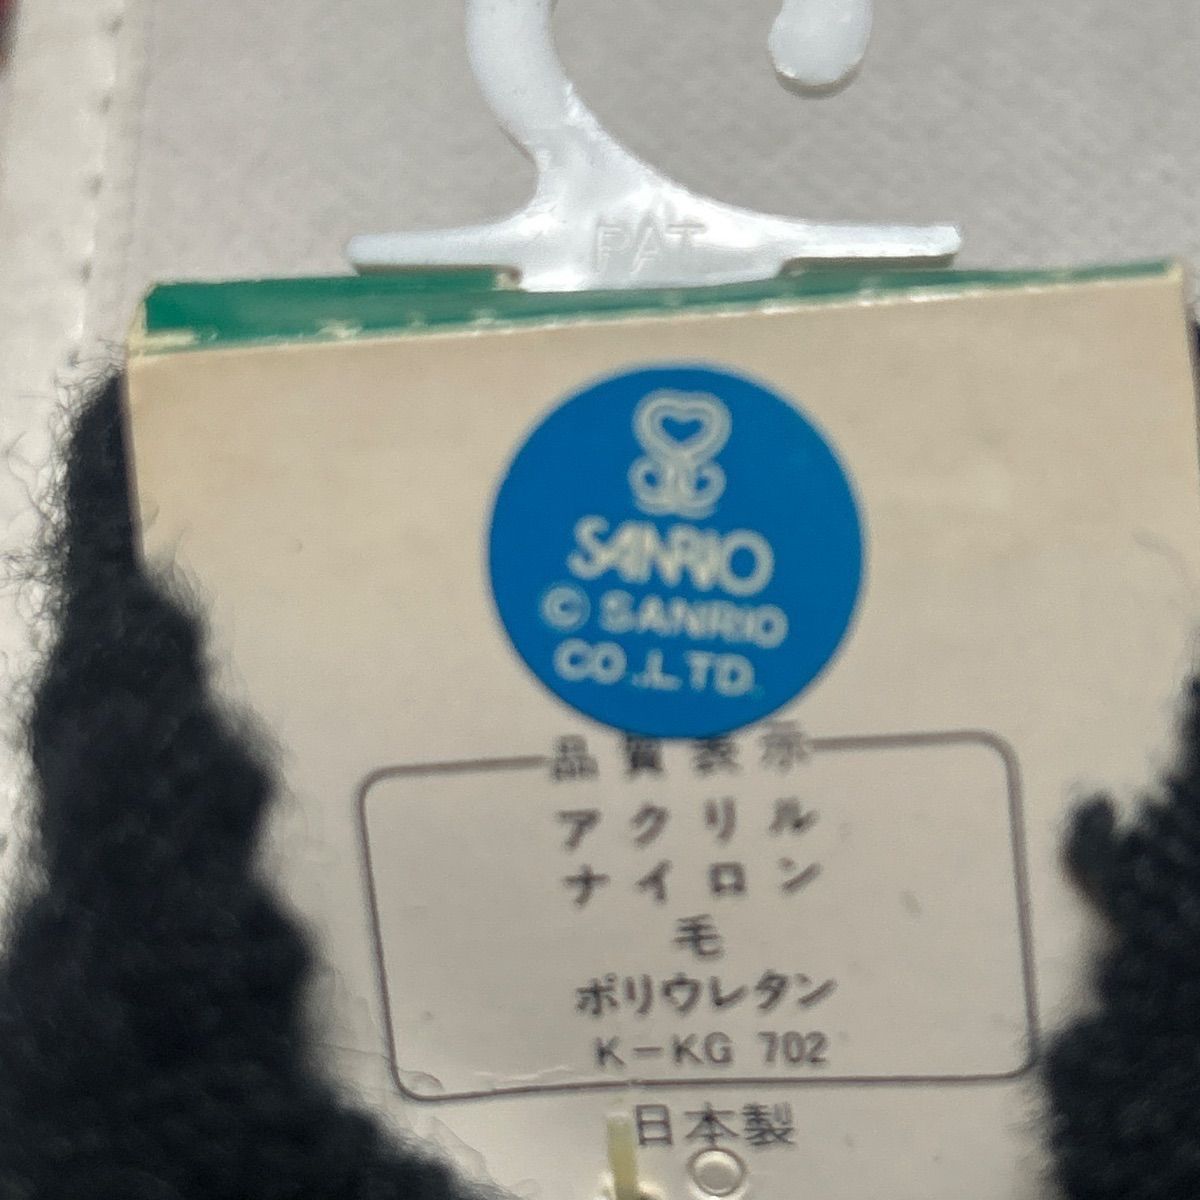 PAT
SANRIO
© SANRIO
CO.,LTD.
品質表示
アクリル
ナイロン
毛
ポリウレタン
K-KG 702
日本製